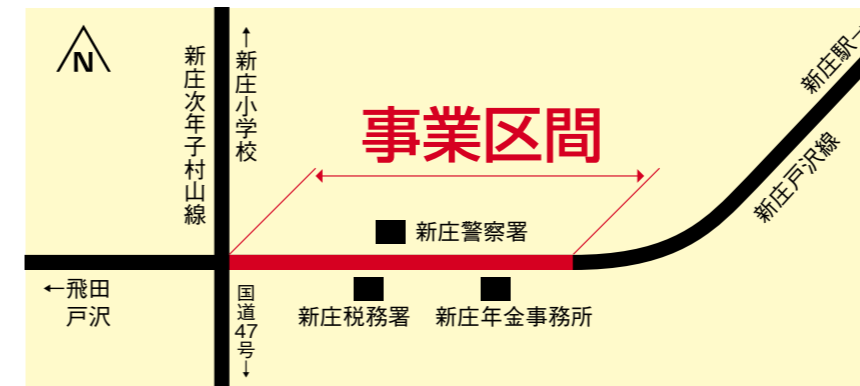 N
新庄次年子村山線
↑新庄小学校
事業区間
新庄駅→
新庄戸沢線
新庄警察署
←飛田
戸沢
国道47号↓
新庄税務署
新庄年金事務所